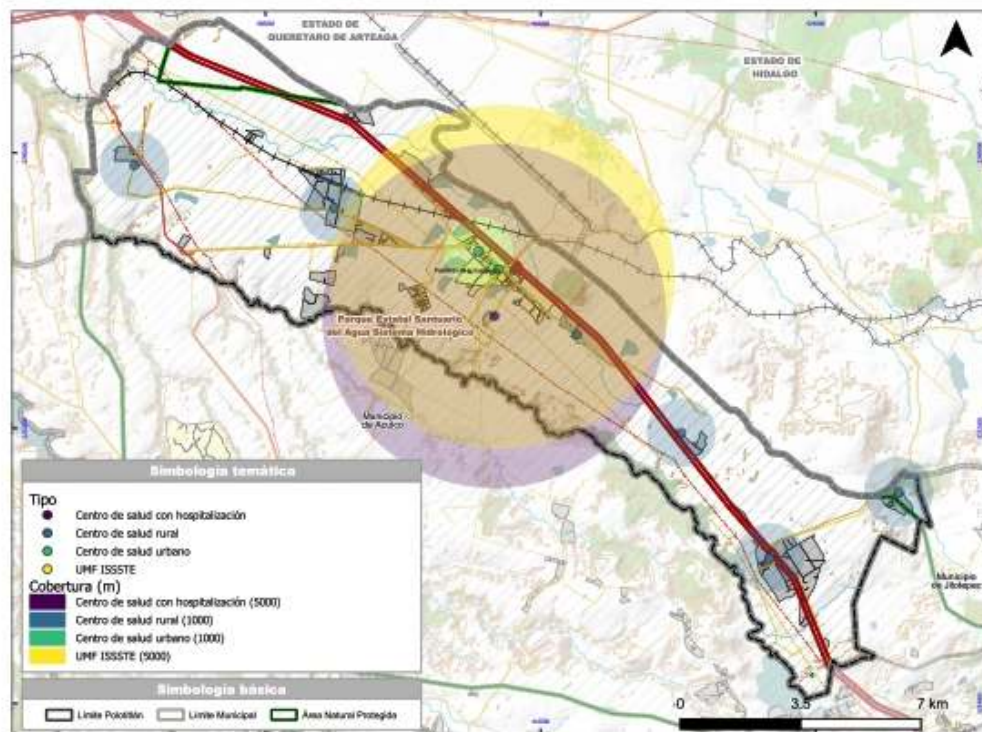 ESTADO DE
QUERETARO DE ARTEAGA
ESTADO DE
HIDALGO
Parque Estatal Santuario
del Agua Sistema Hidrológico
Municipio
de Aculco
Municipio
de Jilotepec
Simbología temática
Tipo
Centro de salud con hospitalización
Centro de salud rural
Centro de salud urbano
UMF ISSSTE
Cobertura (m)
Centro de salud con hospitalización (5000)
Centro de salud rural (1000)
Centro de salud urbano (1000)
UMF ISSSTE (5000)
Simbología básica
Límite Polotitlán
Límite Municipal
Área Natural Protegida
0
3.5
7 km